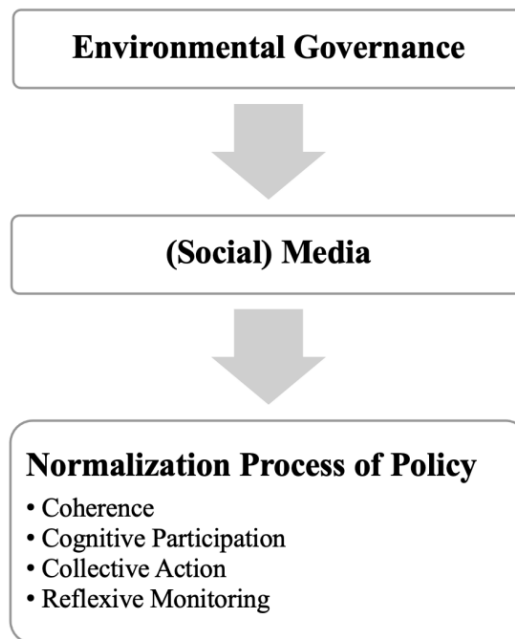 Environmental Governance
(Social) Media
Normalization Process of Policy
• Coherence
• Cognitive Participation
• Collective Action
• Reflexive Monitoring